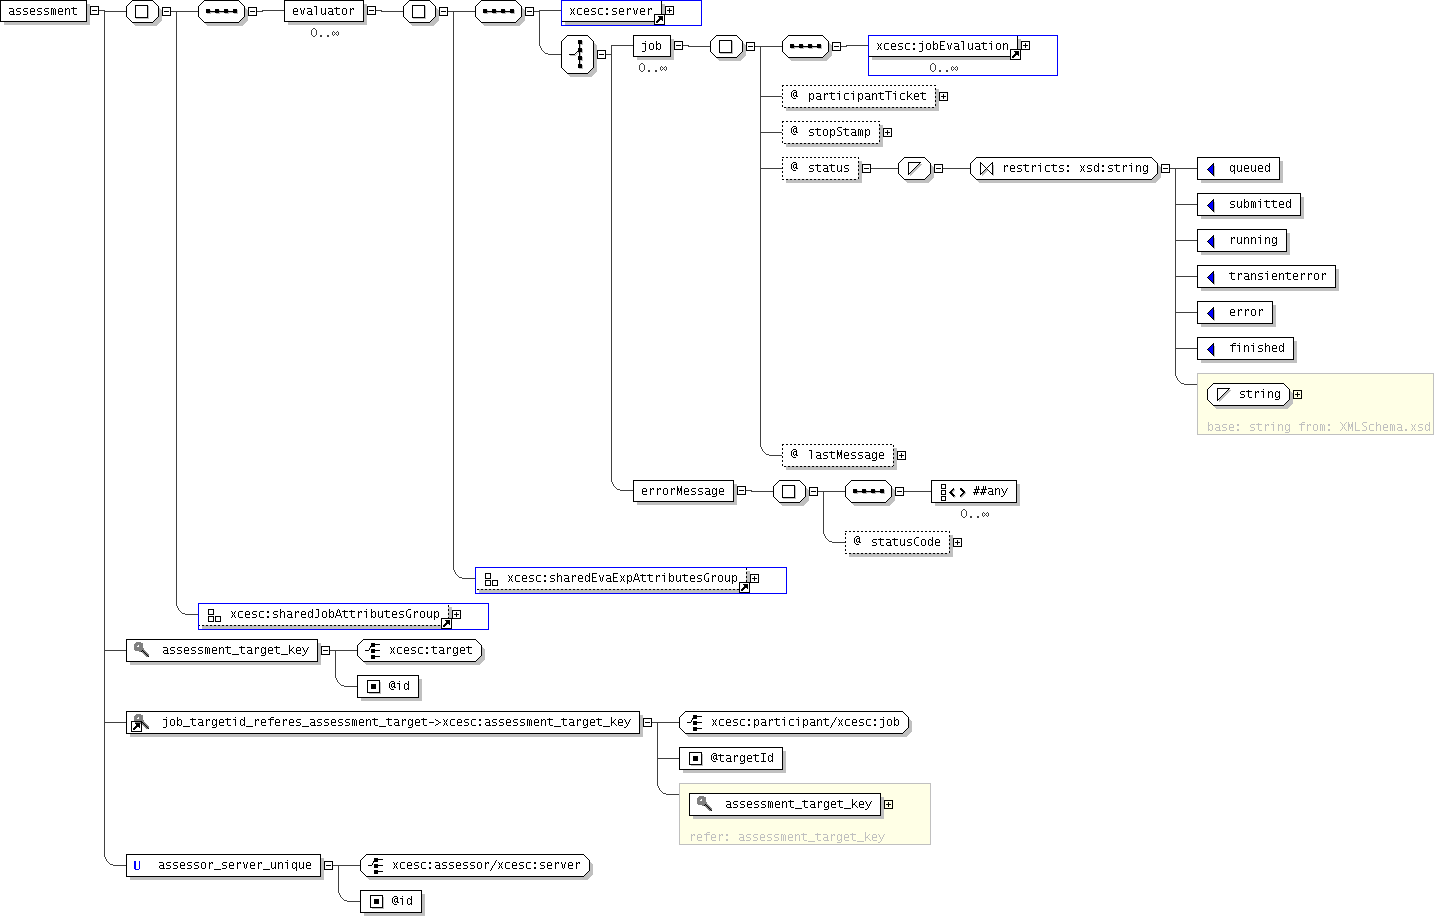 assessment
evaluator
0..∞
xcesc:server
job
0..∞
xcesc:jobEvaluation
0..∞
@ participantTicket
@ stopStamp
@ status
restricts: xsd:string
queued
submitted
running
transienterror
error
finished
string
base: string from: XMLSchema.xsd
@ lastMessage
errorMessage
##any
0..∞
@ statusCode
xcesc:sharedEvaExpAttributesGroup
xcesc:sharedJobAttributesGroup
assessment_target_key
xcesc:target
@id
job_targetid_referes_assessment_target->xcesc:assessment_target_key
xcesc:participant/xcesc:job
@targetId
assessment_target_key
refer: assessment_target_key
U assessor_server_unique
xcesc:assessor/xcesc:server
@id